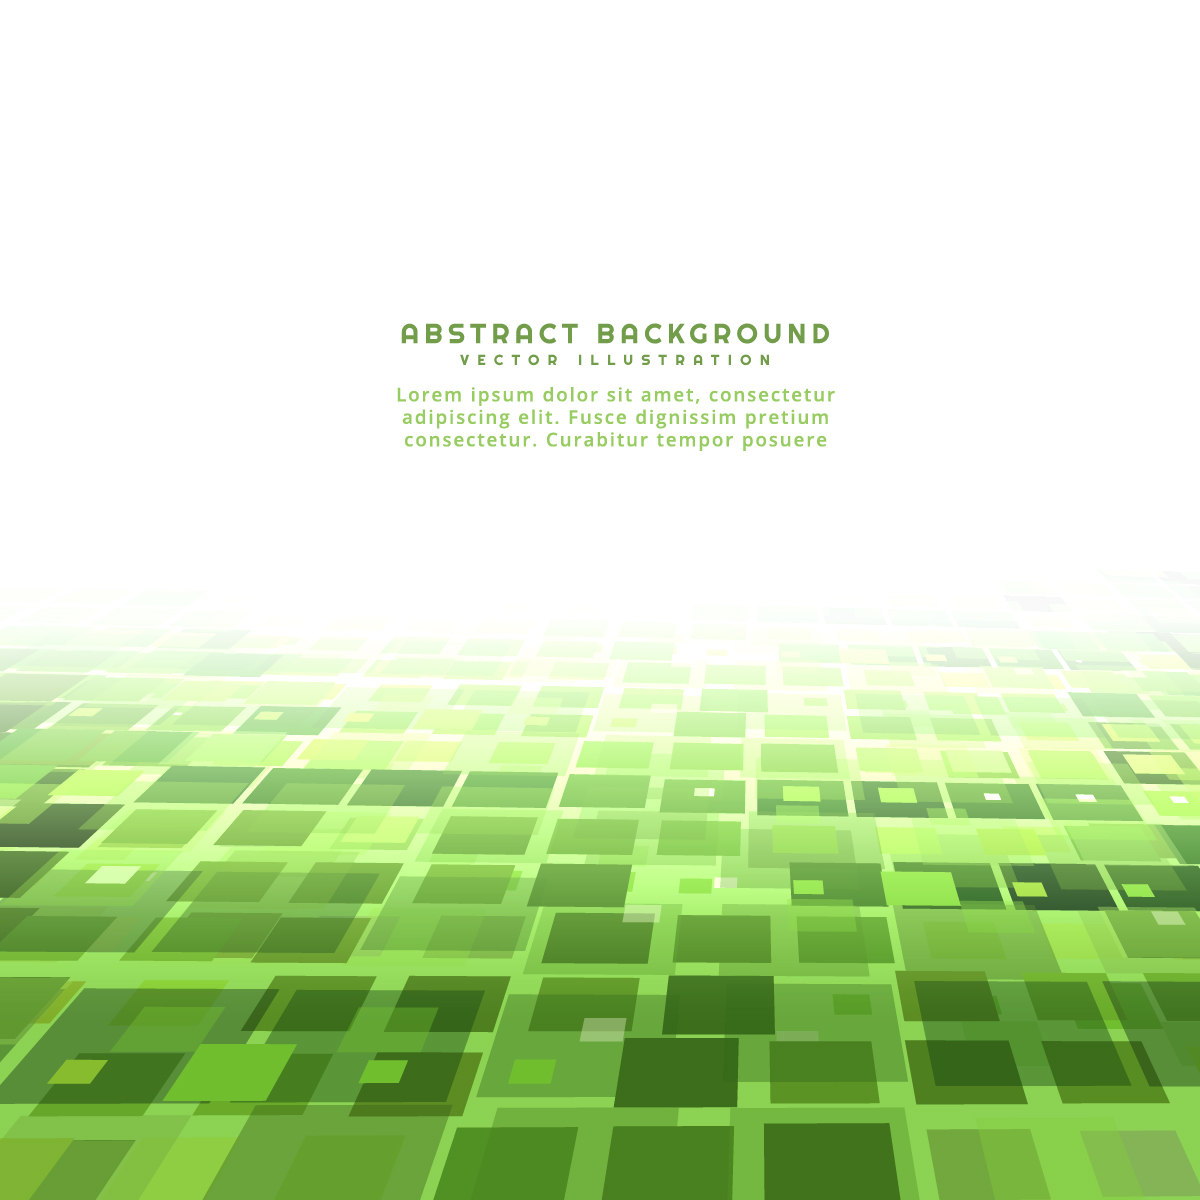 ABSTRACT BACKGROUND
VECTOR ILLUSTRATION
Lorem ipsum dolor sit amet, consectetur
adipiscing elit. Fusce dignissim pretium
consectetur. Curabitur tempor posuere